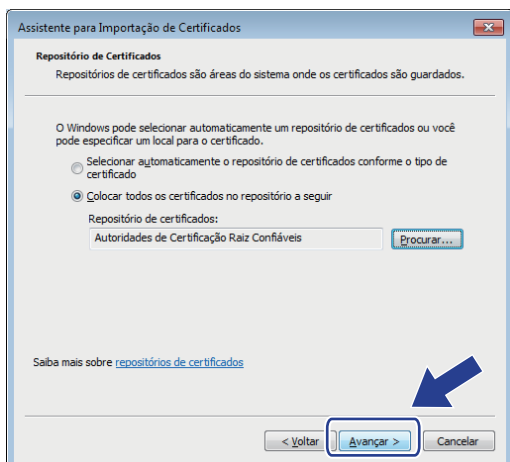 Assistente para Importação de Certificados
Repositório de Certificados
Repositórios de certificados são áreas do sistema onde os certificados são guardados.
O Windows pode selecionar automaticamente um repositório de certificados ou você
pode especificar um local para o certificado.
Selecionar automaticamente o repositório de certificados conforme o tipo de
certificado
Colocar todos os certificados no repositório a seguir
Repositório de certificados:
Autoridades de Certificação Raiz Confiáveis
Procurar...
Saiba mais sobre repositórios de certificados
< Voltar Avançar > Cancelar